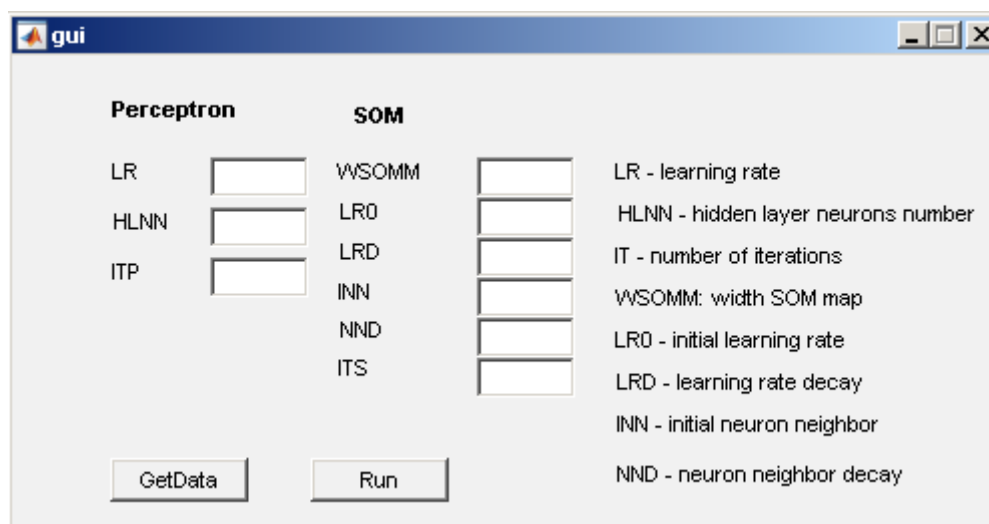 gui
Perceptron
SOM
LR
HLNN
ITP
WSOMM
LR0
LRD
INN
NND
ITS
LR - learning rate
HLNN - hidden layer neurons number
IT - number of iterations
WSOMM: width SOM map
LR0 - initial learning rate
LRD - learning rate decay
INN - initial neuron neighbor
NND - neuron neighbor decay
GetData
Run